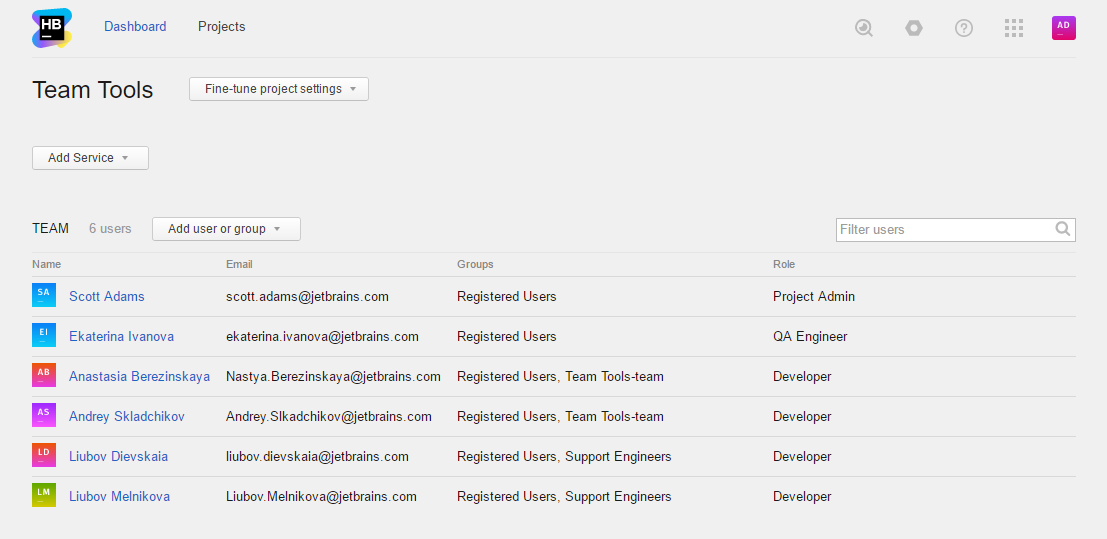 HB Dashboard Projects AD
Team Tools Fine-tune project settings
Add Service
TEAM 6 users Add user or group Filter users
Name Email Groups Role
SA Scott Adams scott.adams@jetbrains.com Registered Users Project Admin
EI Ekaterina Ivanova ekaterina.ivanova@jetbrains.com Registered Users QA Engineer
AB Anastasia Berezinskaya Nastya.Berezinskaya@jetbrains.com Registered Users, Team Tools-team Developer
AS Andrey Skladchikov Andrey.Slkadchikov@jetbrains.com Registered Users, Team Tools-team Developer
LD Liubov Dievskaia liubov.dievskaia@jetbrains.com Registered Users, Support Engineers Developer
LM Liubov Melnikova Liubov.Melnikova@jetbrains.com Registered Users, Support Engineers Developer